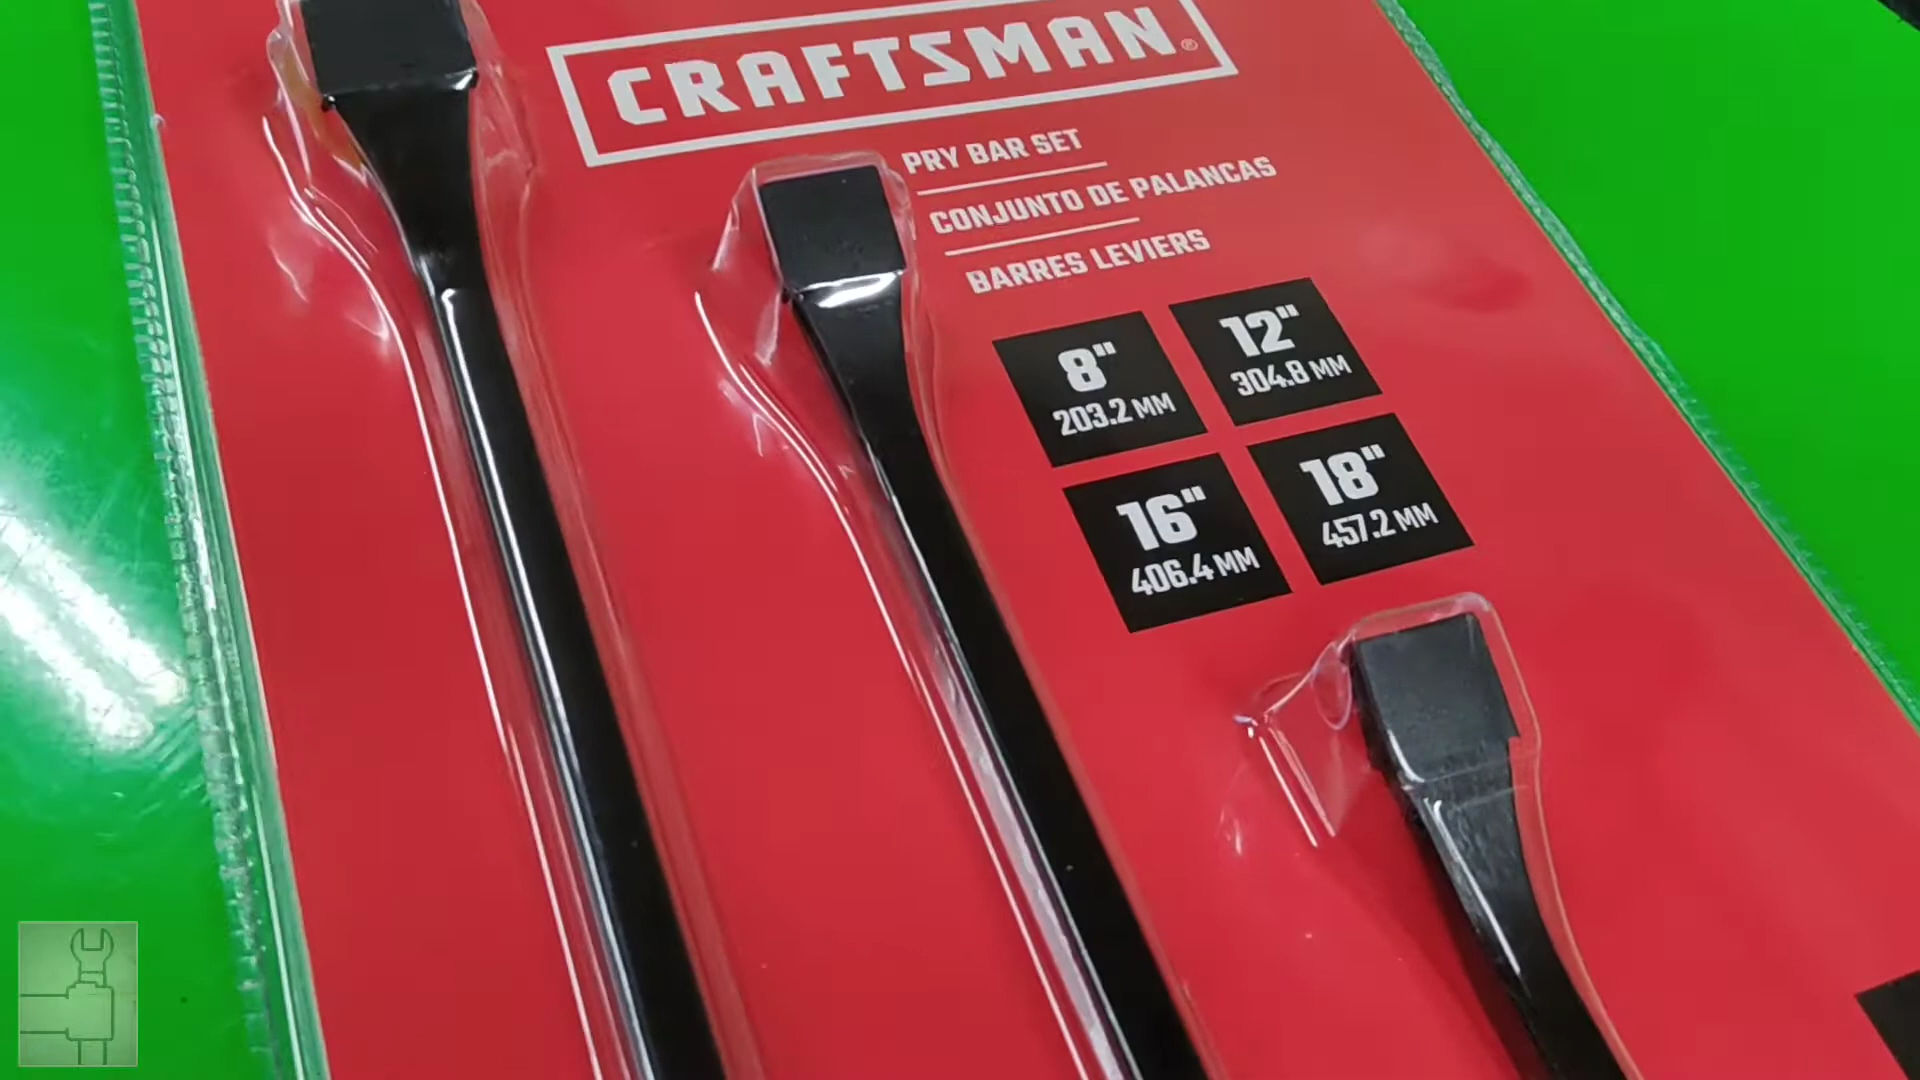 CRAFTSMAN®
PRY BAR SET
CONJUNTO DE PALANCAS
BARRES LEVIERS
8"
203.2 MM
12"
304.8 MM
16"
406.4 MM
18"
457.2 MM